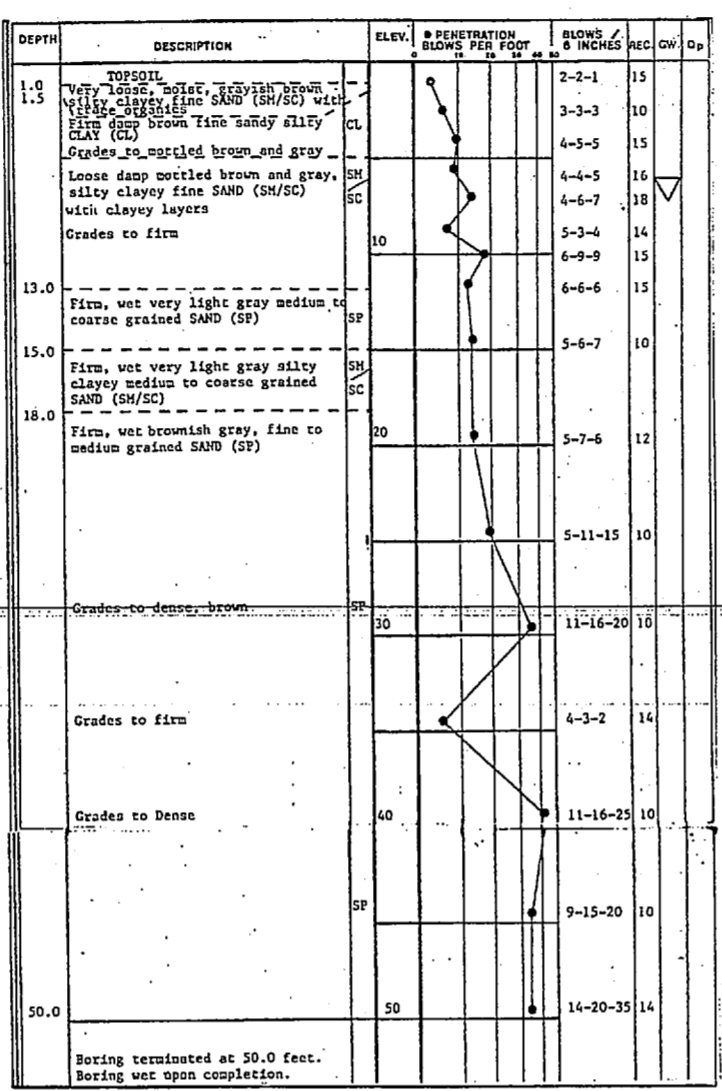 DEPTH DESCRIPTION ELEV. ● PENETRATION BLOWS PER FOOT BLOWS / 6 INCHES REC. GW. Qp
0 10 20 30 40 60
TOPSOIL 2-2-1 15
1.0 Very loose, moist, grayish brown
1.5 silty clayey fine SAND (SM/SC) with
trace organics 3-3-3 10
Firm damp brown fine sandy silty CL
CLAY (CL)
4-5-5 15
Grades to mottled brown and gray
Loose damp mottled brown and gray, SM 4-4-5 16
silty clayey fine SAND (SM/SC) SC 4-6-7 18
with clayey layers
Grades to firm 5-3-4 14
10 6-9-9 15
13.0 6-6-6 15
Firm, wet very light gray medium to
coarse grained SAND (SP) SP
15.0 5-6-7 10
Firm, wet very light gray silty SM
clayey medium to coarse grained SC
SAND (SM/SC)
18.0
Firm, wet brownish gray, fine to 20 5-7-6 12
medium grained SAND (SP)
5-11-15 10
Grades to dense, brown SP
30 11-16-20 10
Grades to firm 4-3-2 14
Grades to Dense 40 11-16-25 10
SP 9-15-20 10
50.0 50 14-20-35 14
Boring terminated at 50.0 feet.
Boring wet upon completion.